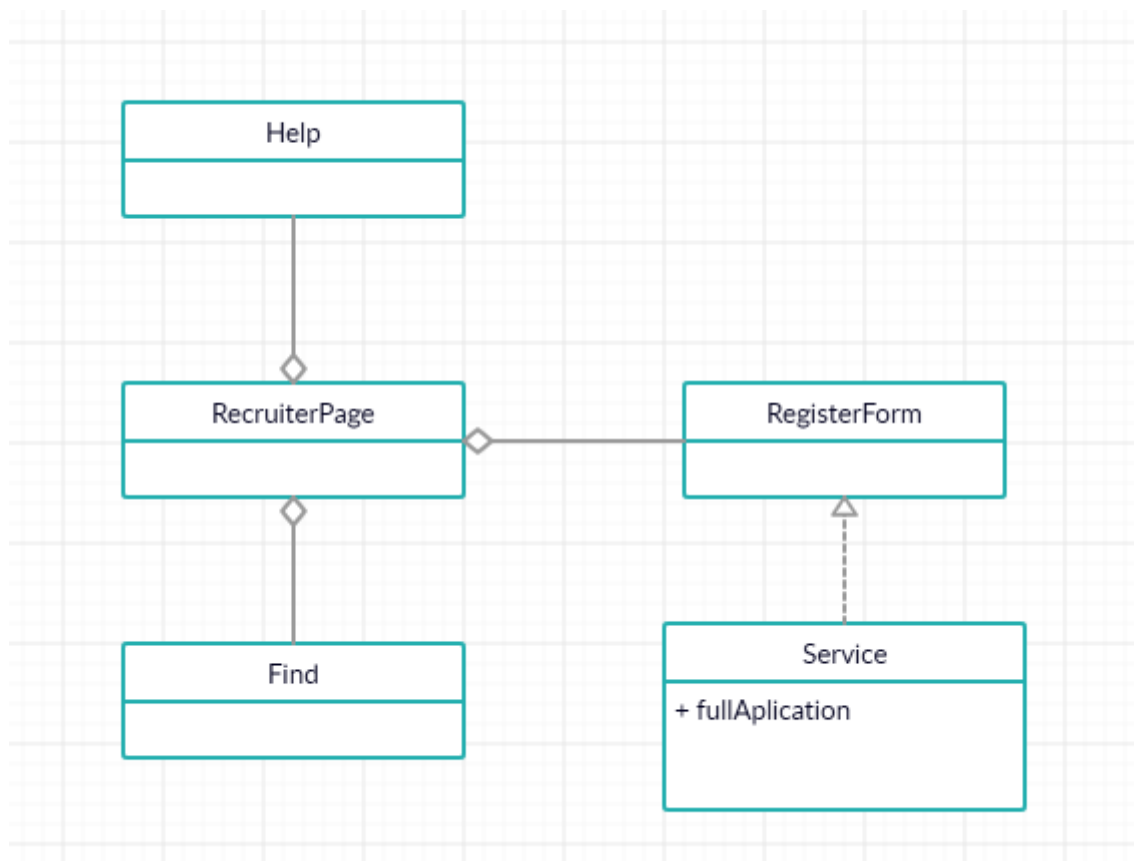 Help
RecruiterPage
RegisterForm
Find
Service
+ fullAplication